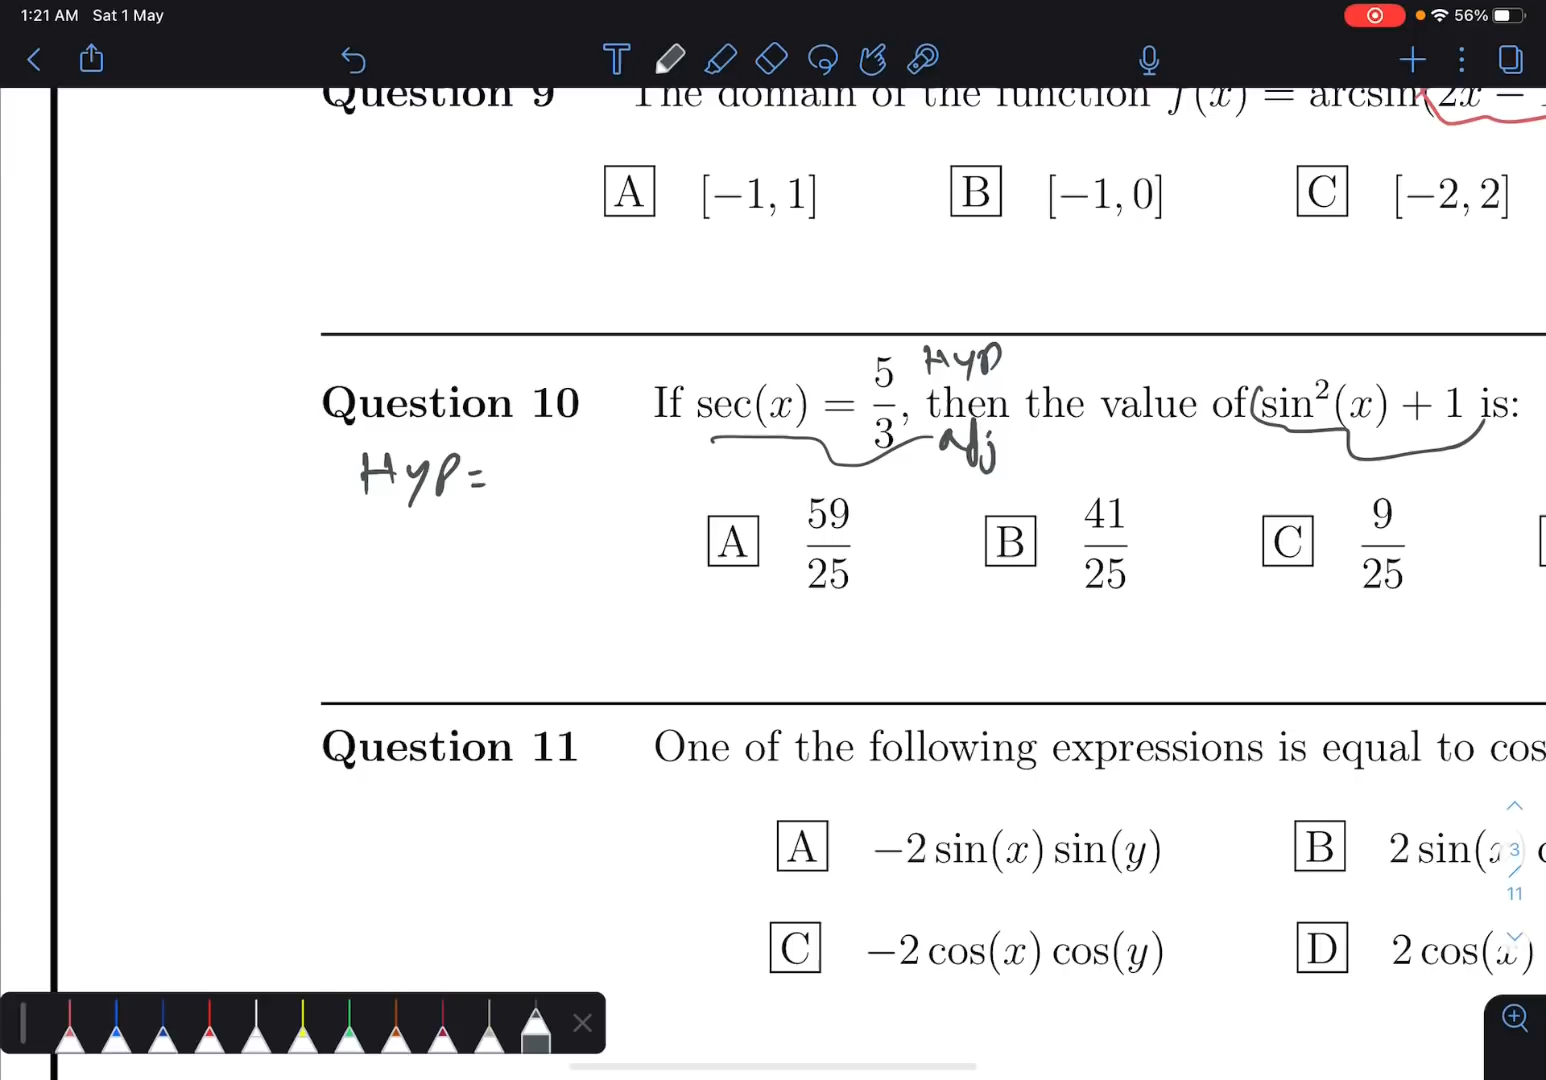 1:21 AM Sat 1 May 56%
Question 9 The domain of the function f(x) = arcsin(2x −
A [−1, 1] B [−1, 0] C [−2, 2]
Hyp
Question 10 If sec(x) = 5/3, then the value of (sin²(x) + 1 is:
adj
Hyp =
A 59/25 B 41/25 C 9/25
Question 11 One of the following expressions is equal to cos
A −2 sin(x) sin(y) B 2 sin(x)
C −2 cos(x) cos(y) D 2 cos(x)
3
/
11